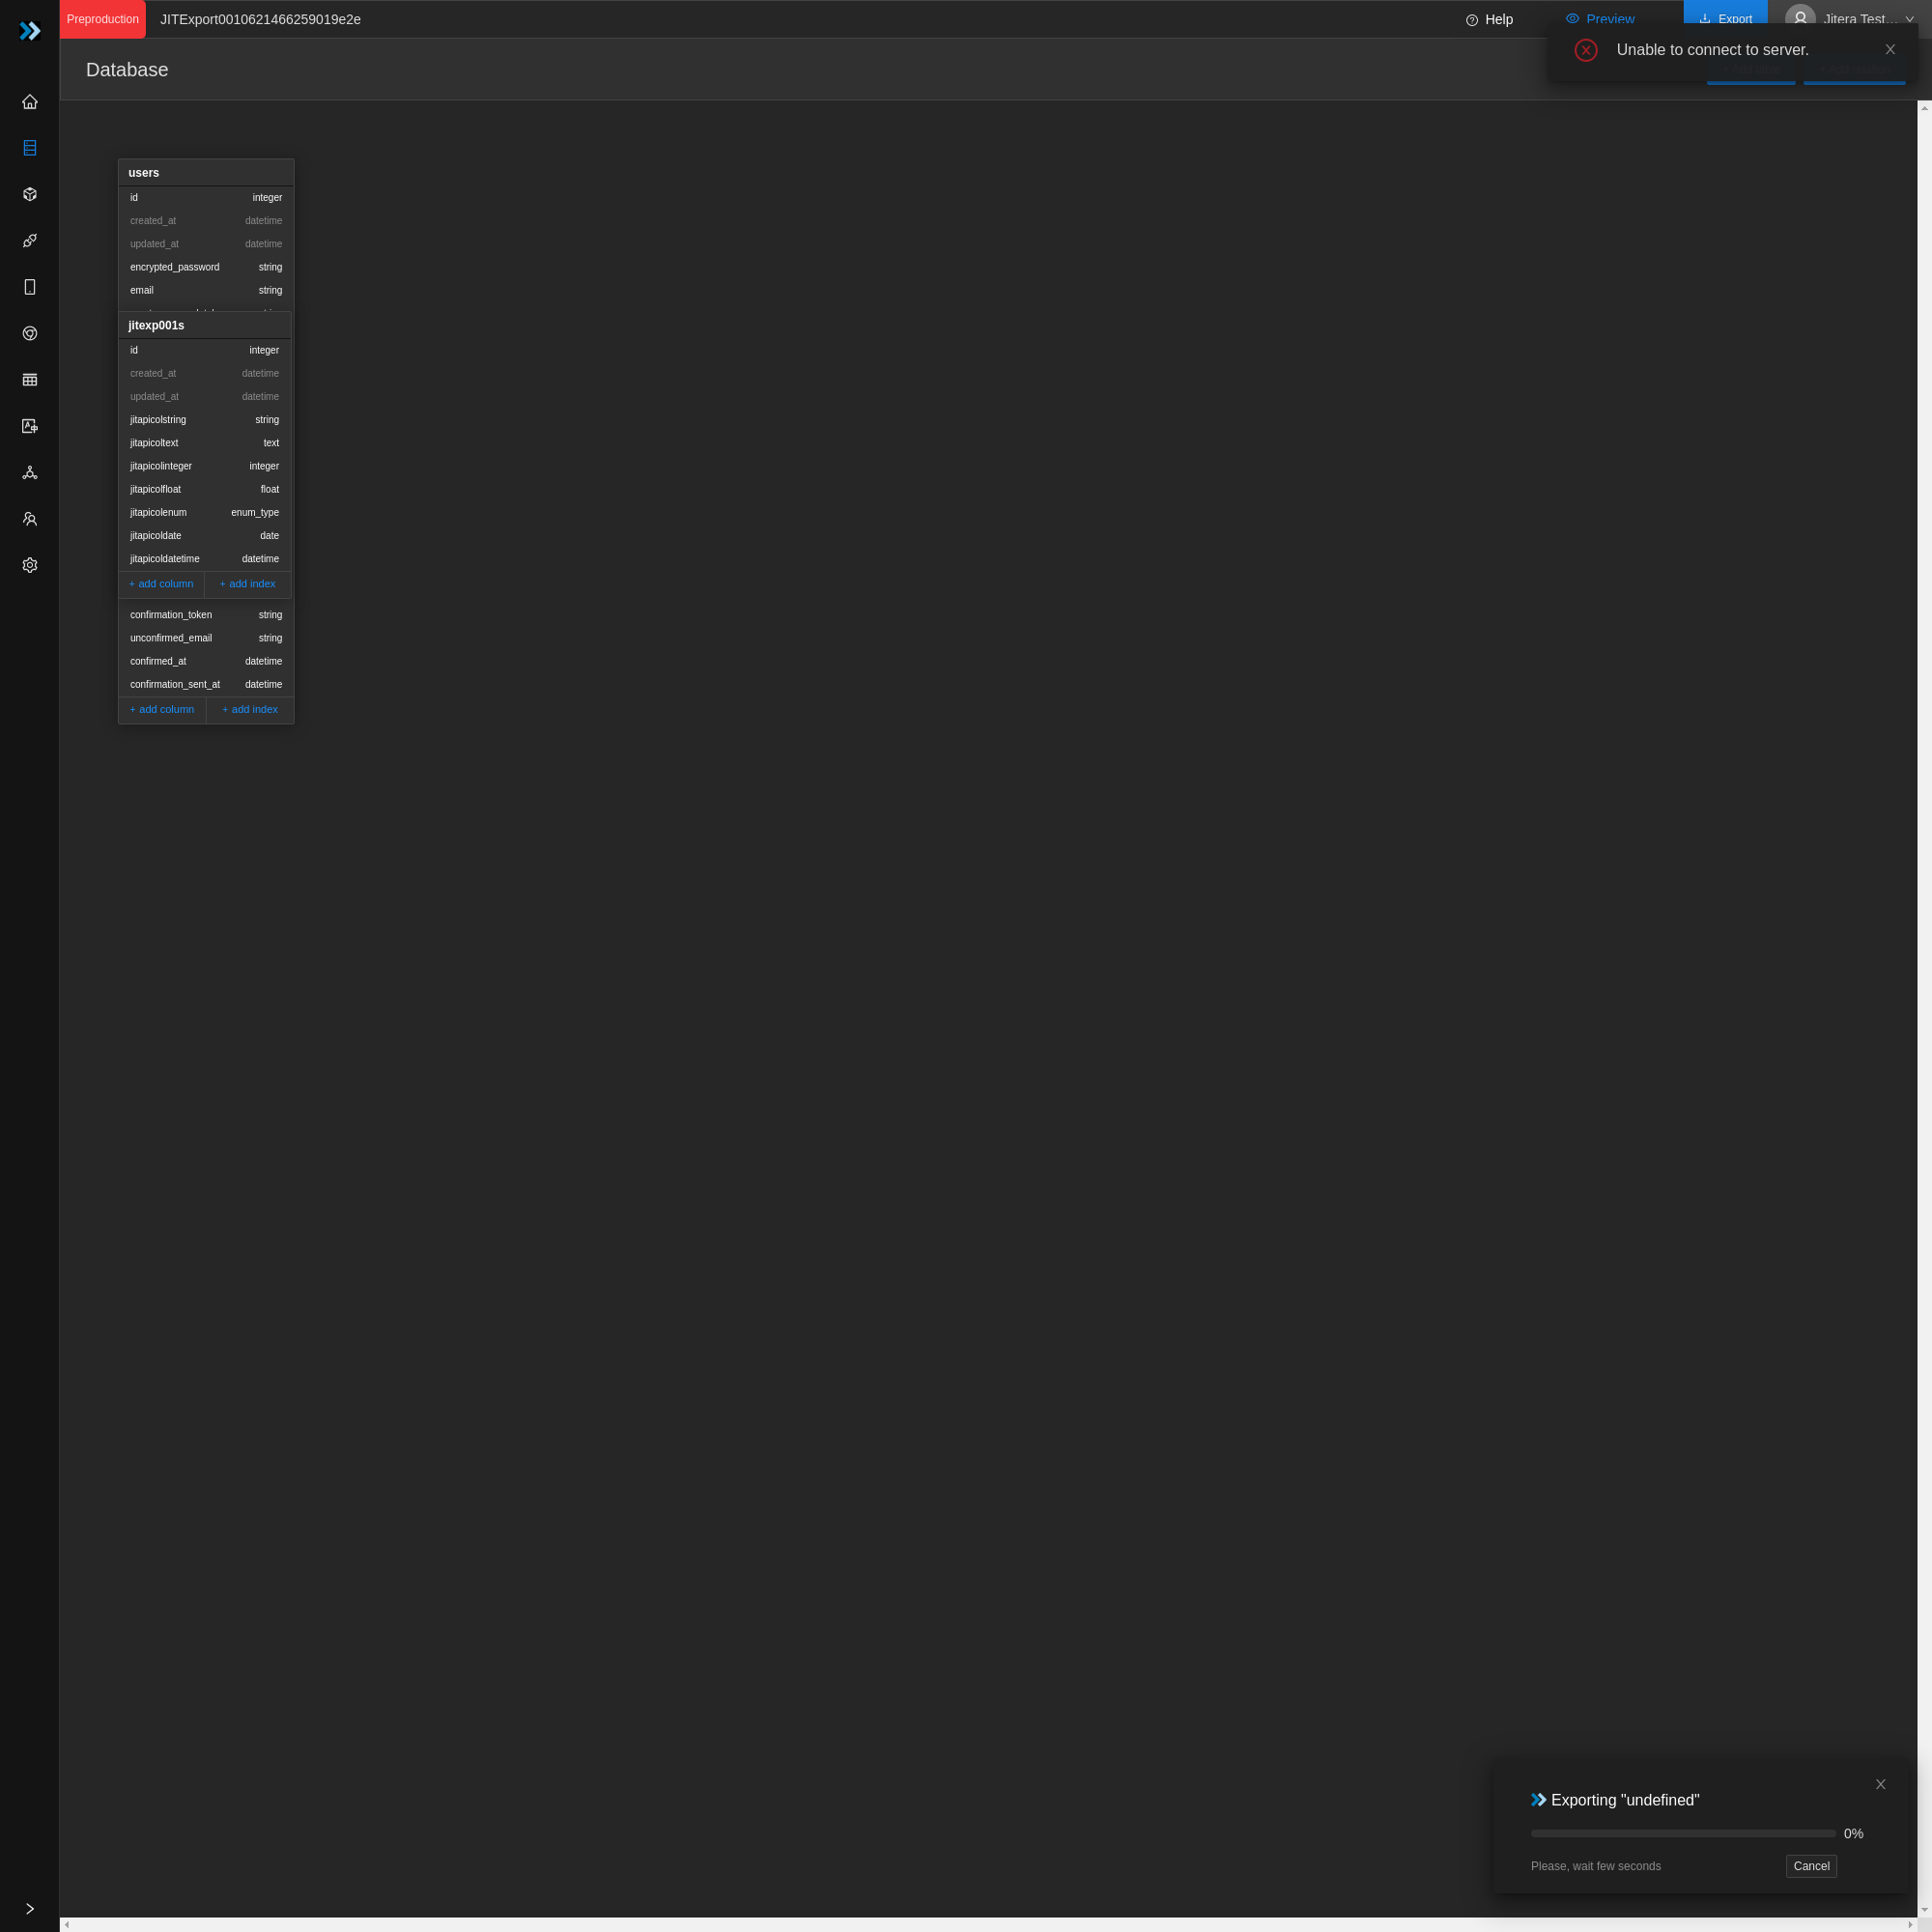 Preproduction JITExport0010621466259019e2e Help Preview Export Jitera Test...
Unable to connect to server.
Database
users
id integer
created_at datetime
updated_at datetime
encrypted_password string
email string
jitexp001s
id integer
created_at datetime
updated_at datetime
jitapicolstring string
jitapicoltext text
jitapicolinteger integer
jitapicolfloat float
jitapicolenum enum_type
jitapicoldate date
jitapicoldatetime datetime
+ add column + add index
confirmation_token string
unconfirmed_email string
confirmed_at datetime
confirmation_sent_at datetime
+ add column + add index
Exporting "undefined"
0%
Please, wait few seconds Cancel